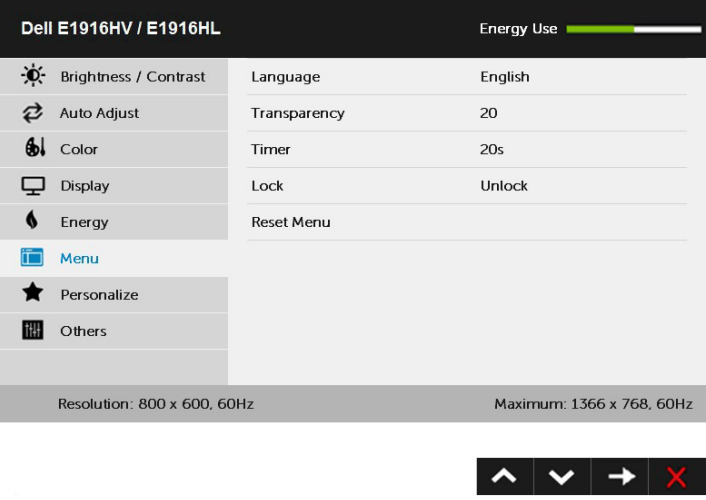 Dell E1916HV / E1916HL Energy Use
Brightness / Contrast Language English
Auto Adjust Transparency 20
Color Timer 20s
Display Lock Unlock
Energy Reset Menu
Menu
Personalize
Others
Resolution: 800 x 600, 60Hz Maximum: 1366 x 768, 60Hz